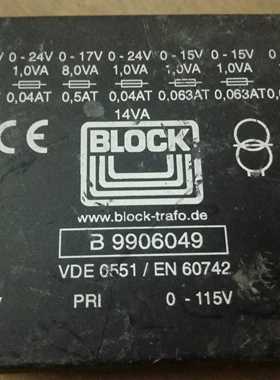 0 - 24V 0 - 17V 0 - 24V 0 - 15V 0 - 15V
1,0VA 8,0VA 1,0VA 1,0VA 1,0VA
0,04AT 0,5AT 0,04AT 0,063AT 0,063AT
14VA
CE
BLOCK
www.block-trafo.de
B 9906049
VDE 0551 / EN 60742
PRI 0 - 115V